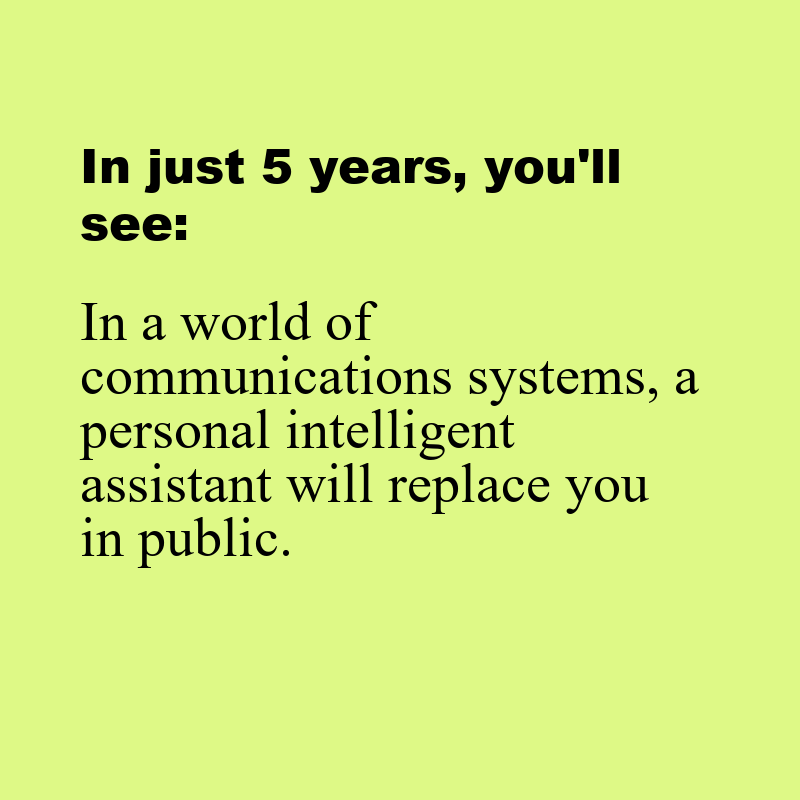 In just 5 years, you'll
see:
In a world of
communications systems, a
personal intelligent
assistant will replace you
in public.